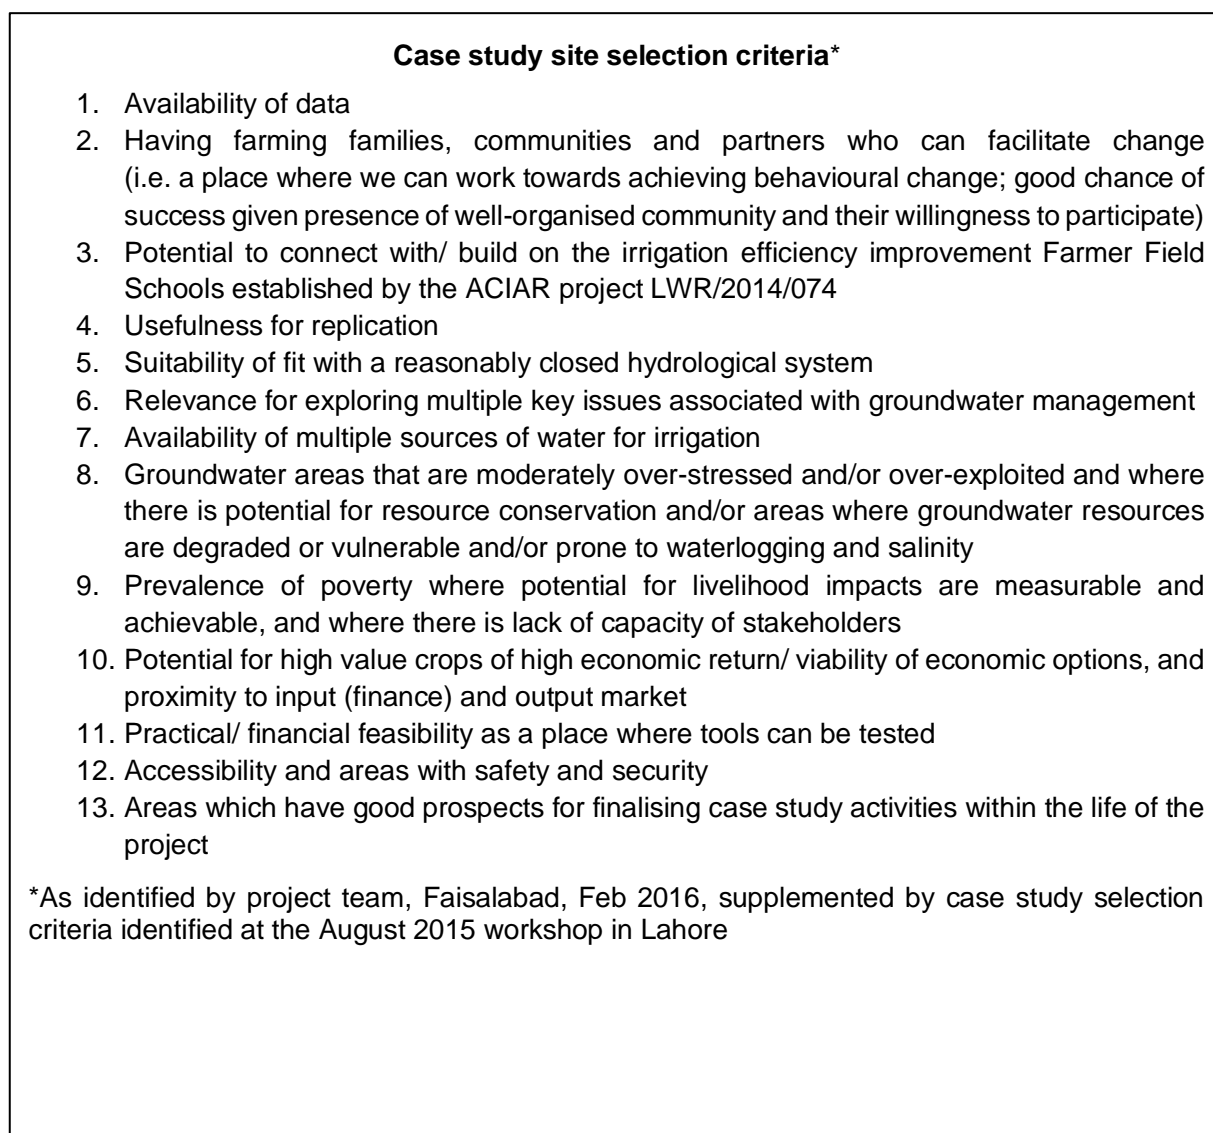 Case study site selection criteria*
1. Availability of data
2. Having farming families, communities and partners who can facilitate change
(i.e. a place where we can work towards achieving behavioural change; good chance of
success given presence of well-organised community and their willingness to participate)
3. Potential to connect with/ build on the irrigation efficiency improvement Farmer Field
Schools established by the ACIAR project LWR/2014/074
4. Usefulness for replication
5. Suitability of fit with a reasonably closed hydrological system
6. Relevance for exploring multiple key issues associated with groundwater management
7. Availability of multiple sources of water for irrigation
8. Groundwater areas that are moderately over-stressed and/or over-exploited and where
there is potential for resource conservation and/or areas where groundwater resources
are degraded or vulnerable and/or prone to waterlogging and salinity
9. Prevalence of poverty where potential for livelihood impacts are measurable and
achievable, and where there is lack of capacity of stakeholders
10. Potential for high value crops of high economic return/ viability of economic options, and
proximity to input (finance) and output market
11. Practical/ financial feasibility as a place where tools can be tested
12. Accessibility and areas with safety and security
13. Areas which have good prospects for finalising case study activities within the life of the
project
*As identified by project team, Faisalabad, Feb 2016, supplemented by case study selection
criteria identified at the August 2015 workshop in Lahore